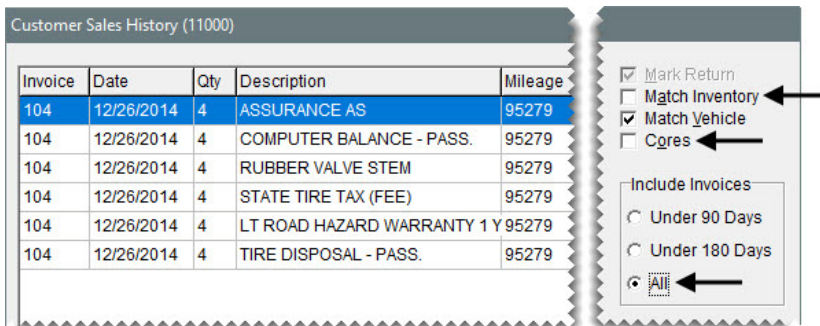 Customer Sales History (11000)
Invoice Date Qty Description Mileage
104 12/26/2014 4 ASSURANCE AS 95279
104 12/26/2014 4 COMPUTER BALANCE - PASS. 95279
104 12/26/2014 4 RUBBER VALVE STEM 95279
104 12/26/2014 4 STATE TIRE TAX (FEE) 95279
104 12/26/2014 4 LT ROAD HAZARD WARRANTY 1 Y 95279
104 12/26/2014 4 TIRE DISPOSAL - PASS. 95279
Mark Return
Match Inventory
Match Vehicle
Cores
Include Invoices
Under 90 Days
Under 180 Days
All